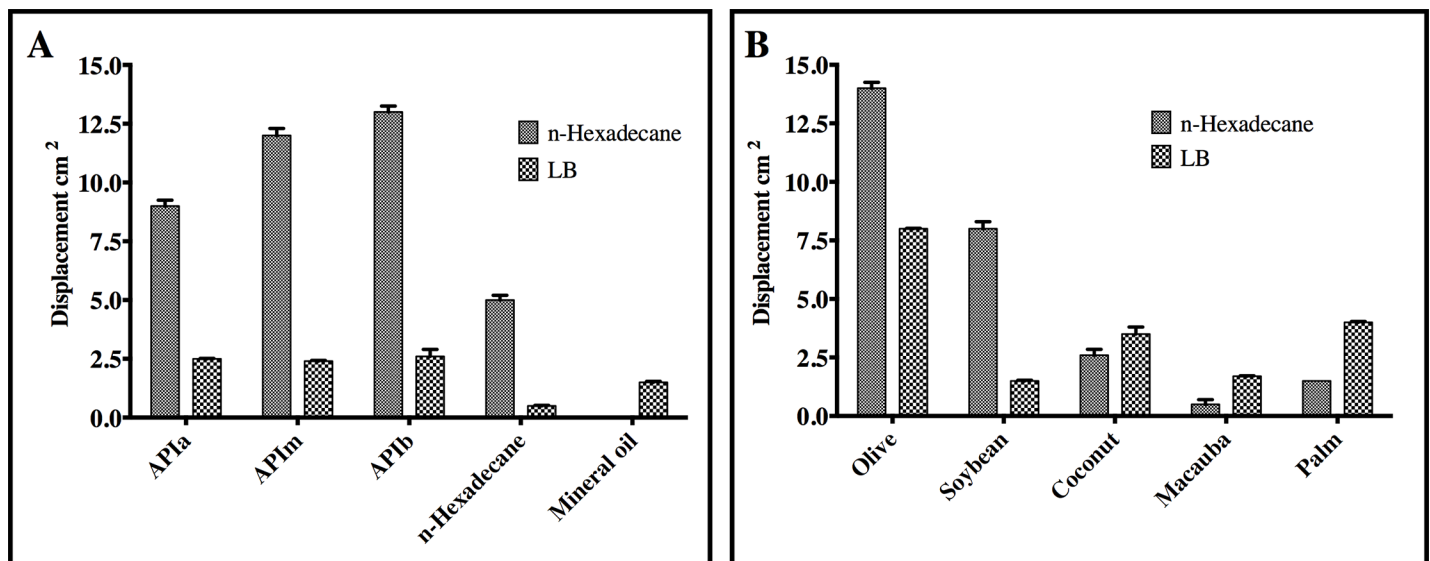 A
Displacement cm 2
15.0
12.5
10.0
7.5
5.0
2.5
0.0
n-Hexadecane
LB
APIa
APIm
APIb
n-Hexadecane
Mineral oil
B
Displacement cm 2
15.0
12.5
10.0
7.5
5.0
2.5
0.0
n-Hexadecane
LB
Olive
Soybean
Coconut
Macauba
Palm